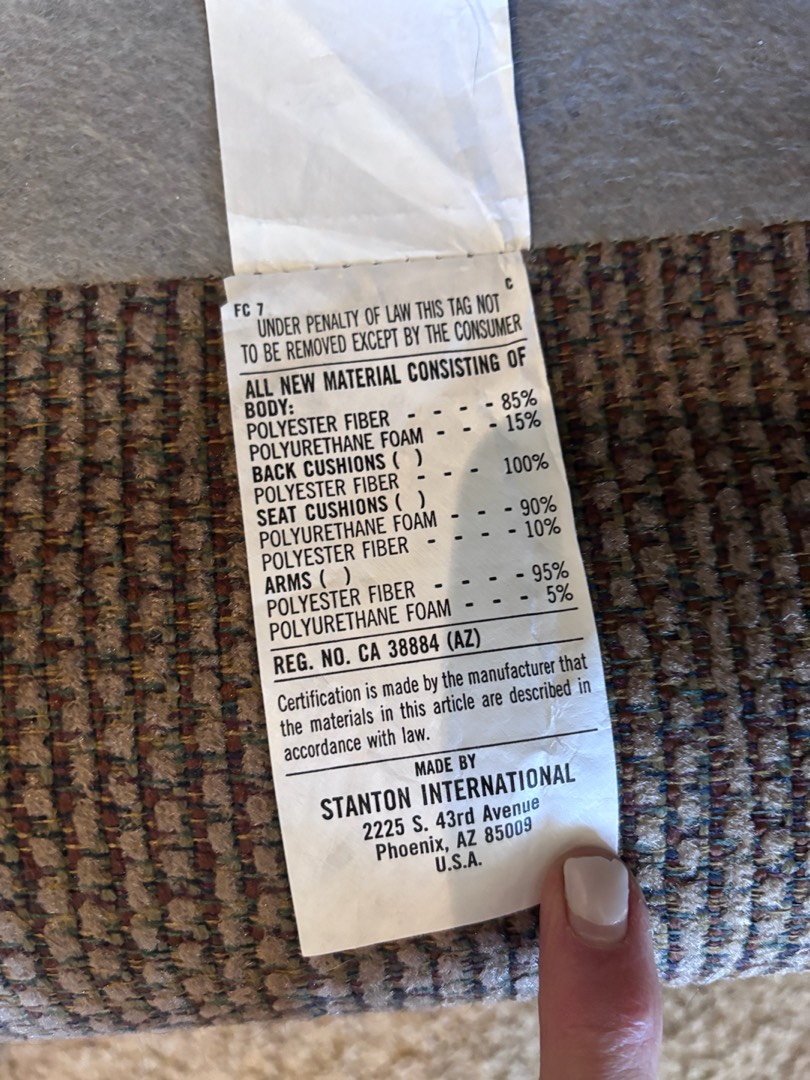 FC 7 C
UNDER PENALTY OF LAW THIS TAG NOT
TO BE REMOVED EXCEPT BY THE CONSUMER
ALL NEW MATERIAL CONSISTING OF
BODY:
POLYESTER FIBER - - - - 85%
POLYURETHANE FOAM - - - 15%
BACK CUSHIONS ( )
POLYESTER FIBER - - - 100%
SEAT CUSHIONS ( )
POLYURETHANE FOAM - - - 90%
POLYESTER FIBER - - - - 10%
ARMS ( )
POLYESTER FIBER - - - - 95%
POLYURETHANE FOAM - - - 5%
REG. NO. CA 38884 (AZ)
Certification is made by the manufacturer that
the materials in this article are described in
accordance with law.
MADE BY
STANTON INTERNATIONAL
2225 S. 43rd Avenue
Phoenix, AZ 85009
U.S.A.